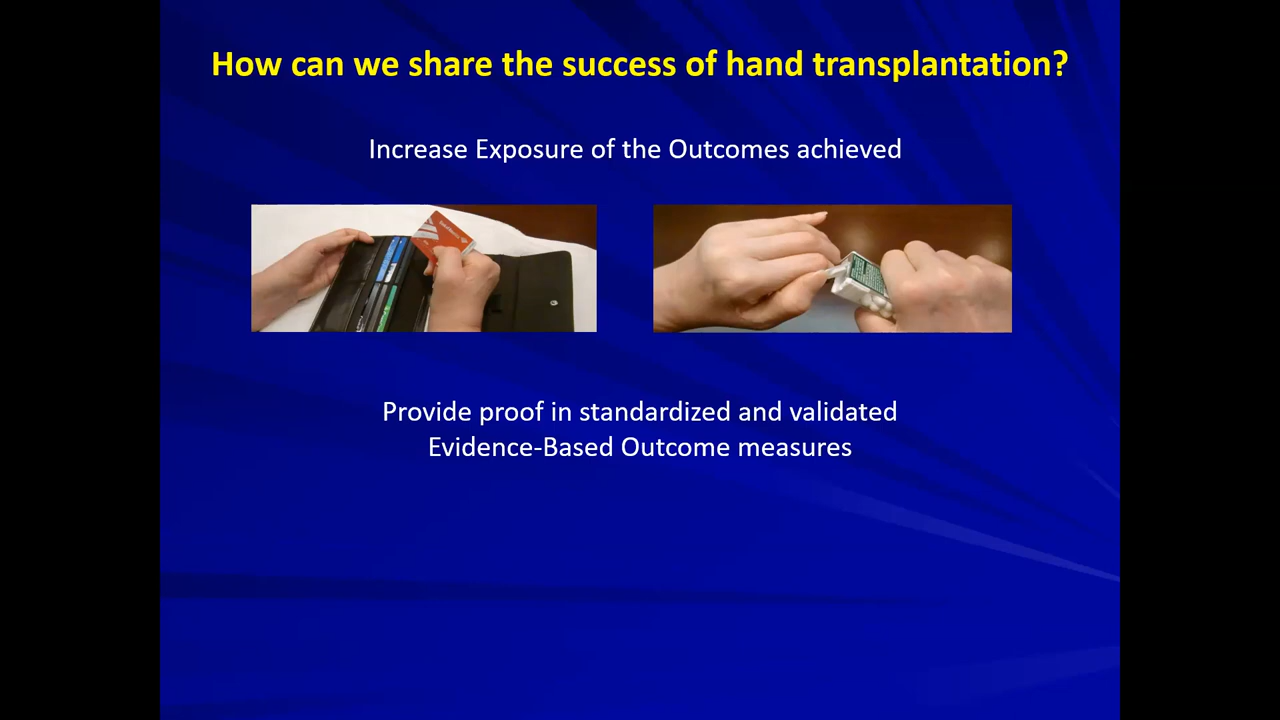 How can we share the success of hand transplantation?
Increase Exposure of the Outcomes achieved
Provide proof in standardized and validated
Evidence-Based Outcome measures